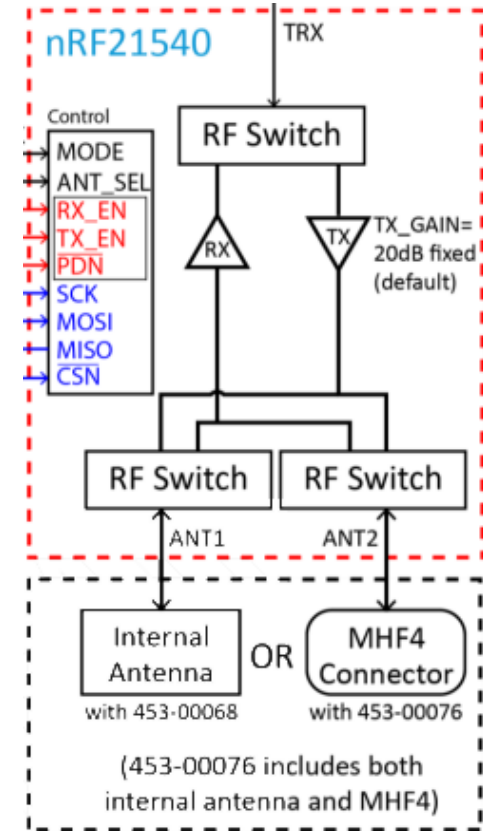 nRF21540
TRX
Control
MODE
ANT_SEL
RX_EN
TX_EN
PDN
SCK
MOSI
MISO
CSN
RF Switch
RX
TX
TX_GAIN=
20dB fixed
(default)
RF Switch
RF Switch
ANT1
ANT2
Internal
Antenna
OR
MHF4
Connector
with 453-00068
with 453-00076
(453-00076 includes both
internal antenna and MHF4)